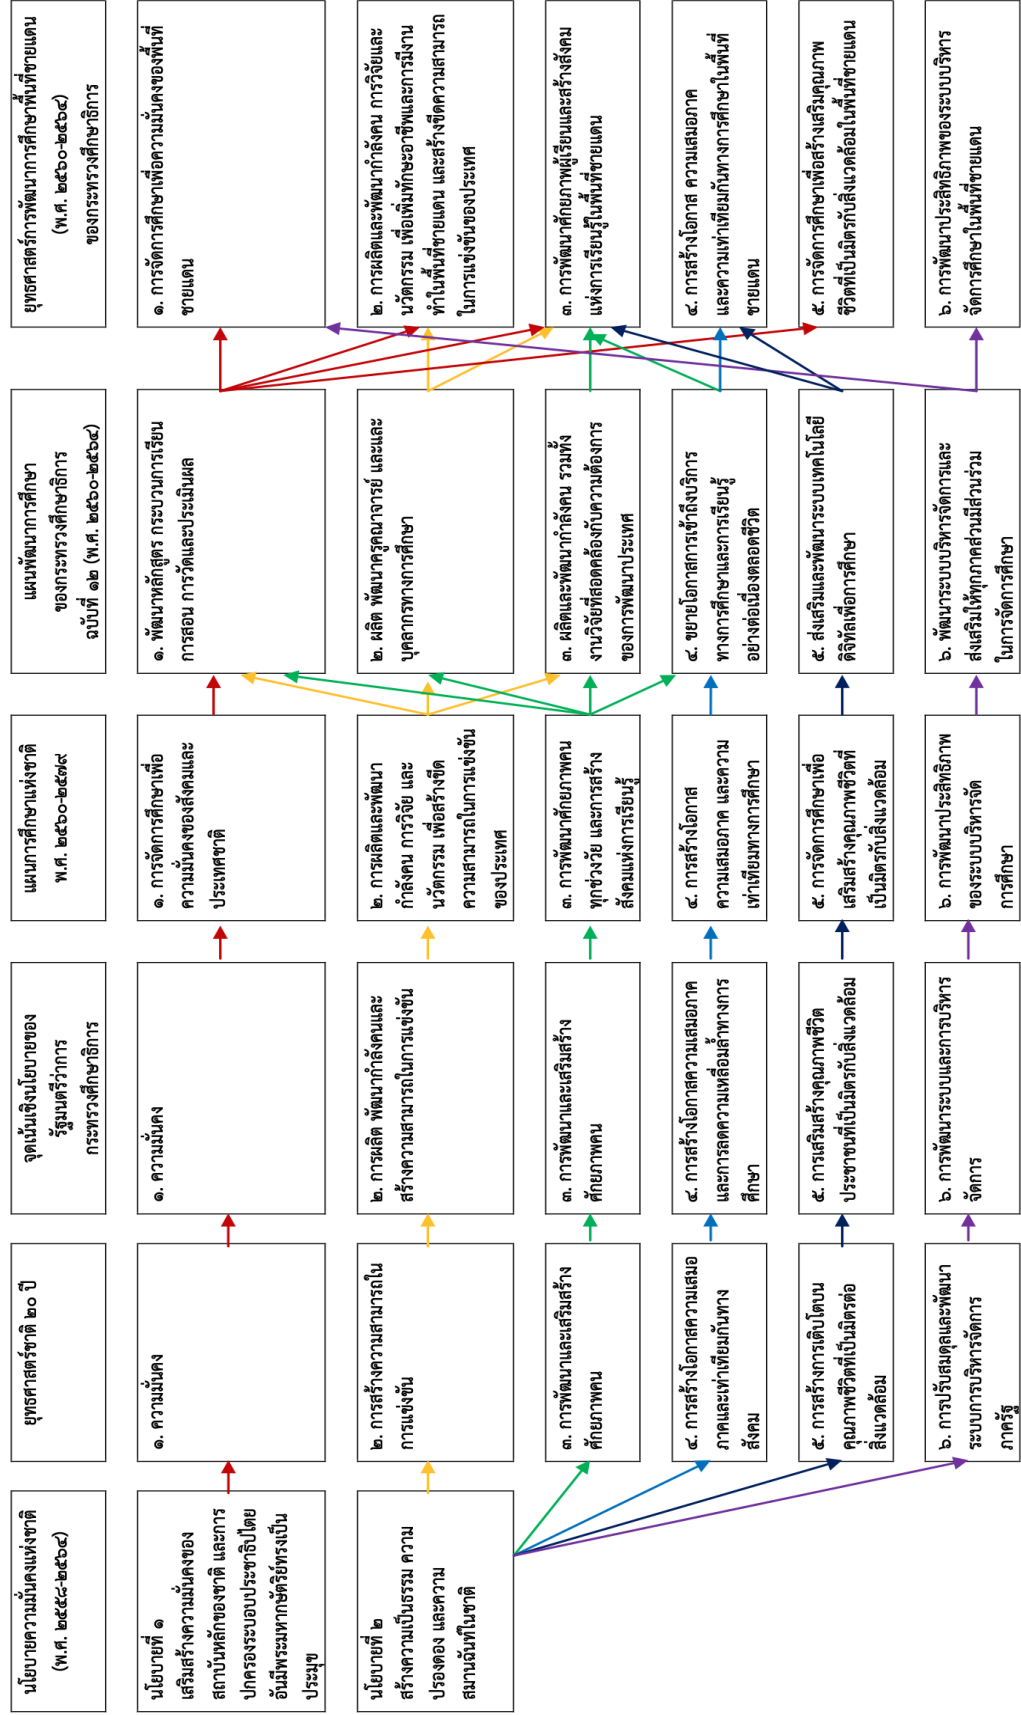 นโยบายความมั่นคงแห่งชาติ
(พ.ศ. ๒๕๕๘-๒๕๖๔)
ยุทธศาสตร์ชาติ ๒๐ ปี
จุดเน้นเชิงนโยบายของ
รัฐมนตรีว่าการ
กระทรวงศึกษาธิการ
แผนการศึกษาแห่งชาติ
พ.ศ. ๒๕๖๐-๒๕๗๙
แผนพัฒนาการศึกษา
ของกระทรวงศึกษาธิการ
ฉบับที่ ๑๒ (พ.ศ. ๒๕๖๐-๒๕๖๔)
ยุทธศาสตร์การพัฒนาการศึกษาพื้นที่ชายแดน
(พ.ศ. ๒๕๖๐-๒๕๖๔)
ของกระทรวงศึกษาธิการ
นโยบายที่ ๑
เสริมสร้างความมั่นคงของ
สถาบันหลักของชาติ และการ
ปกครองระบอบประชาธิปไตย
อันมีพระมหากษัตริย์ทรงเป็น
ประมุข
๑. ความมั่นคง
๑. ความมั่นคง
๑. การจัดการศึกษาเพื่อ
ความมั่นคงของสังคมและ
ประเทศชาติ
๑. พัฒนาหลักสูตร กระบวนการเรียน
การสอน การวัดและประเมินผล
๑. การจัดการศึกษาเพื่อความมั่นคงของพื้นที่
ชายแดน
นโยบายที่ ๒
สร้างความเป็นธรรม ความ
ปรองดอง และความ
สมานฉันท์ในชาติ
๒. การสร้างความสามารถใน
การแข่งขัน
๒. การผลิต พัฒนากำลังคนและ
สร้างความสามารถในการแข่งขัน
๒. การผลิตและพัฒนา
กำลังคน การวิจัย และ
นวัตกรรม เพื่อสร้างขีด
ความสามารถในการแข่งขัน
ของประเทศ
๒. ผลิต พัฒนาครูคณาจารย์ และและ
บุคลากรทางการศึกษา
๒. การผลิตและพัฒนากำลังคน การวิจัยและ
นวัตกรรม เพื่อเพิ่มทักษะอาชีพและการมีงาน
ทำในพื้นที่ชายแดน และสร้างขีดความสามารถ
ในการแข่งขันของประเทศ
๓. การพัฒนาและเสริมสร้าง
ศักยภาพคน
๓. การพัฒนาและเสริมสร้าง
ศักยภาพคน
๓. การพัฒนาศักยภาพคน
ทุกช่วงวัย และการสร้าง
สังคมแห่งการเรียนรู้
๓. ผลิตและพัฒนากำลังคน รวมทั้ง
งานวิจัยที่สอดคล้องกับความต้องการ
ของการพัฒนาประเทศ
๓. การพัฒนาศักยภาพผู้เรียนและสร้างสังคม
แห่งการเรียนรู้ในพื้นที่ชายแดน
๔. การสร้างโอกาสความเสมอ
ภาคและเท่าเทียมกันทาง
สังคม
๔. การสร้างโอกาสความเสมอภาค
และการลดความเหลื่อมล้ำทางการ
ศึกษา
๔. การสร้างโอกาส
ความเสมอภาค และความ
เท่าเทียมทางการศึกษา
๔. ขยายโอกาสการเข้าถึงบริการ
ทางการศึกษาและการเรียนรู้
อย่างต่อเนื่องตลอดชีวิต
๔. การสร้างโอกาส ความเสมอภาค
และความเท่าเทียมกันทางการศึกษาในพื้นที่
ชายแดน
๕. การสร้างการเติบโตบน
คุณภาพชีวิตที่เป็นมิตรต่อ
สิ่งแวดล้อม
๕. การเสริมสร้างคุณภาพชีวิต
ประชาชนที่เป็นมิตรกับสิ่งแวดล้อม
๕. การจัดการศึกษาเพื่อ
เสริมสร้างคุณภาพชีวิตที่
เป็นมิตรกับสิ่งแวดล้อม
๕. ส่งเสริมและพัฒนาระบบเทคโนโลยี
ดิจิทัลเพื่อการศึกษา
๕. การจัดการศึกษาเพื่อสร้างเสริมคุณภาพ
ชีวิตที่เป็นมิตรกับสิ่งแวดล้อมในพื้นที่ชายแดน
๖. การปรับสมดุลและพัฒนา
ระบบการบริหารจัดการ
ภาครัฐ
๖. การพัฒนาระบบและการบริหาร
จัดการ
๖. การพัฒนาประสิทธิภาพ
ของระบบบริหารจัด
การศึกษา
๖. พัฒนาระบบบริหารจัดการและ
ส่งเสริมให้ทุกภาคส่วนมีส่วนร่วม
ในการจัดการศึกษา
๖. การพัฒนาประสิทธิภาพของระบบบริหาร
จัดการศึกษาในพื้นที่ชายแดน